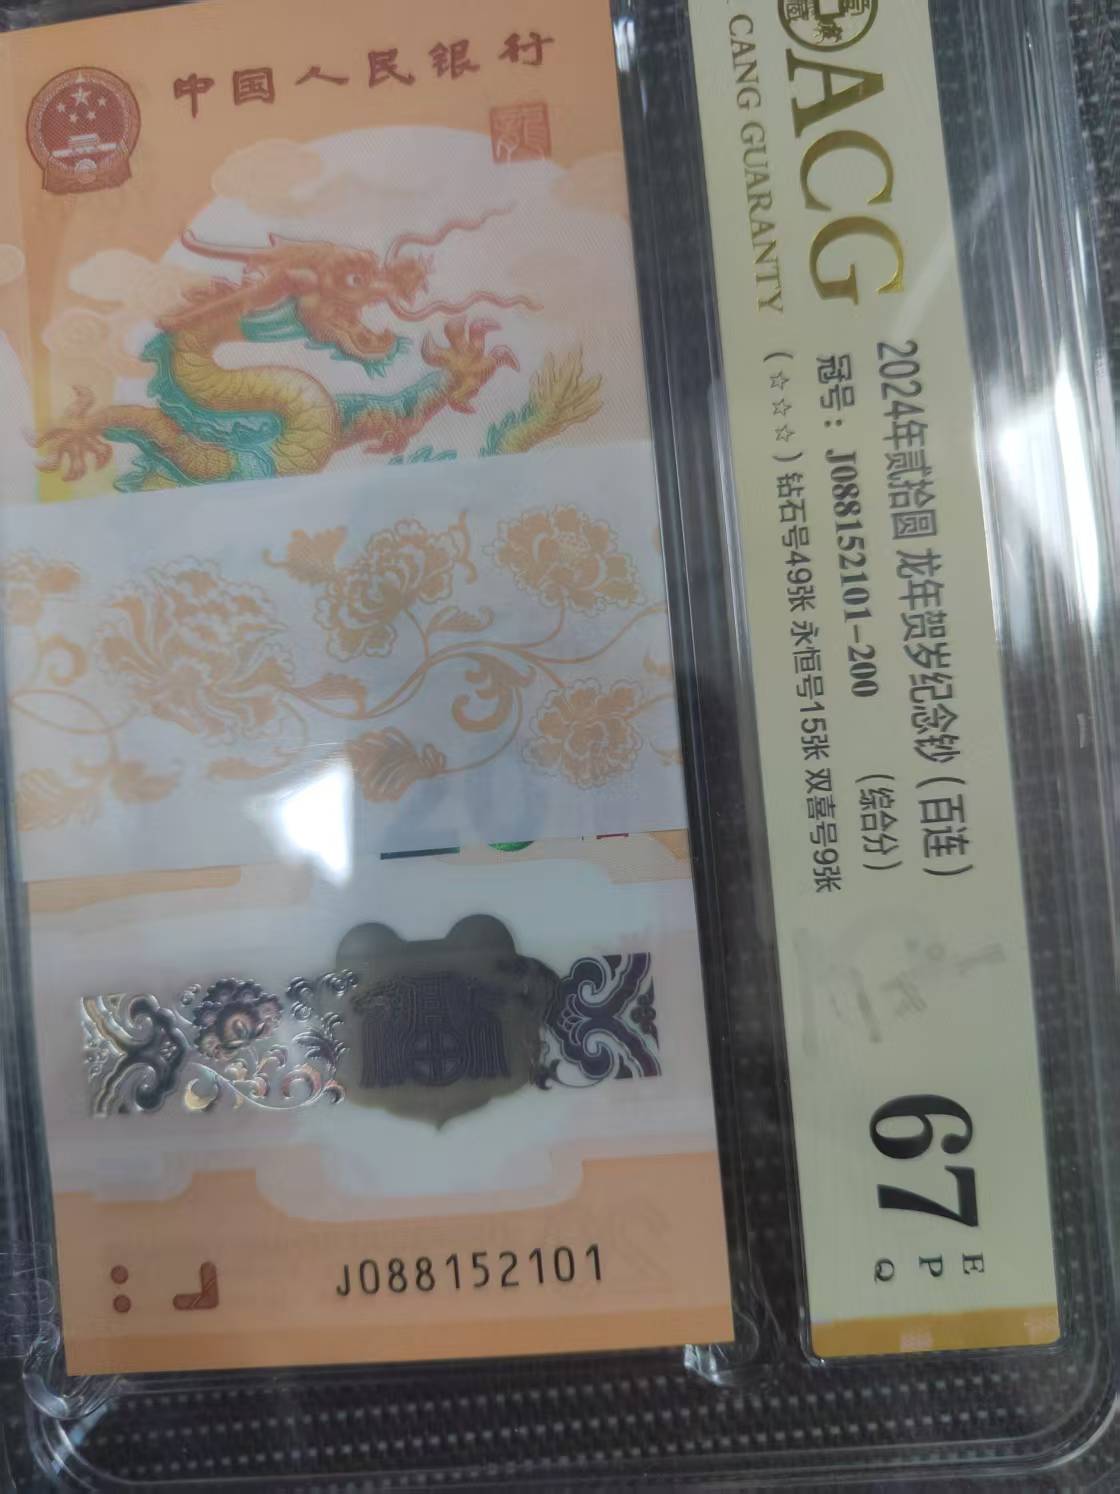 中国人民银行
龍
20
J088152101
ACG
CANG GUARANTY
2024年贰拾圆 龙年贺岁纪念钞（百连）
冠号：J088152101-200 （综合分）
（☆☆☆）钻石号49张 永恒号15张 双喜号9张
67
E
P
Q